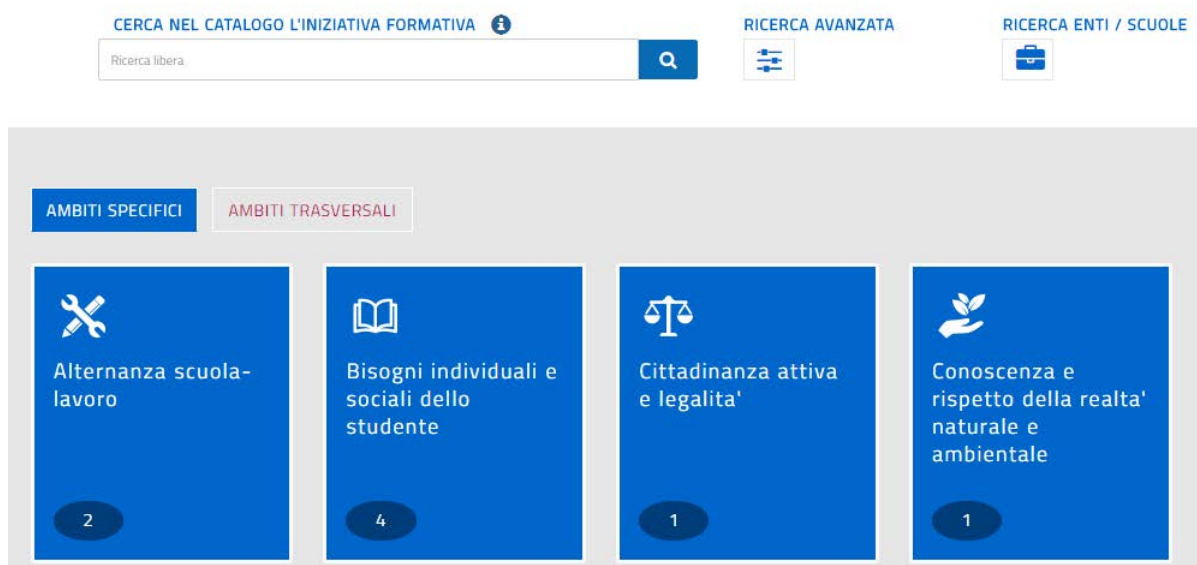 CERCA NEL CATALOGO L'INIZIATIVA FORMATIVA
RICERCA AVANZATA
RICERCA ENTI / SCUOLE
Ricerca libera
AMBITI SPECIFICI
AMBITI TRASVERSALI
Alternanza scuola-
lavoro
2
Bisogni individuali e
sociali dello
studente
4
Cittadinanza attiva
e legalita'
1
Conoscenza e
rispetto della realta'
naturale e
ambientale
1